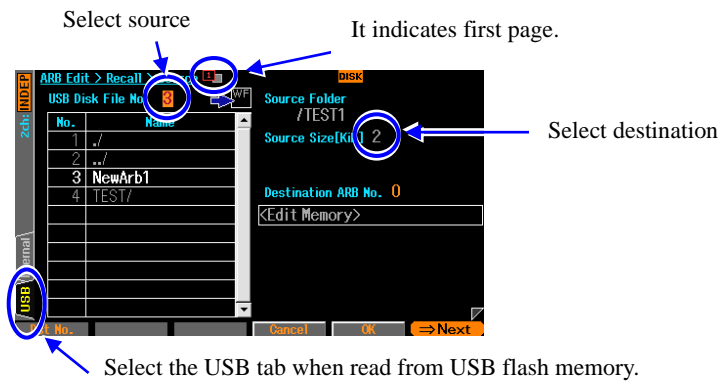 Select source
It indicates first page.
2ch: INDEP
ARB Edit > Recall >
1
DISK
USB Disk File No.
3
WF
Source Folder
/TEST1
No. Name
Source Size[
2
Select destination
1 ./
2 ../
3 NewArb1
4 TEST/
Destination ARB No. 0
<Edit Memory>
USB
No.
Cancel
OK
⇒Next
Select the USB tab when read from USB flash memory.